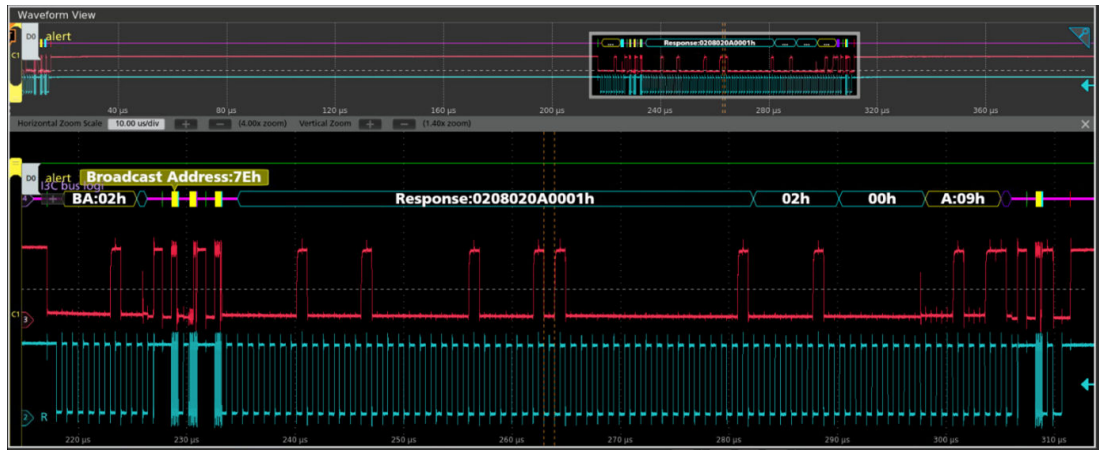 Waveform View
D0 alert
C1
... Response:0208020A0001h ... ... ...
40 µs 80 µs 120 µs 160 µs 200 µs 240 µs 280 µs 320 µs 360 µs
Horizontal Zoom Scale 10.00 us/div + — (4.00x zoom) Vertical Zoom + — (1.40x zoom) X
D0 alert Broadcast Address:7Eh
I3C bus logi
4 + BA:02h Response:0208020A0001h 02h 00h A:09h
C1
3
2 R
220 µs 230 µs 240 µs 250 µs 260 µs 270 µs 280 µs 290 µs 300 µs 310 µs